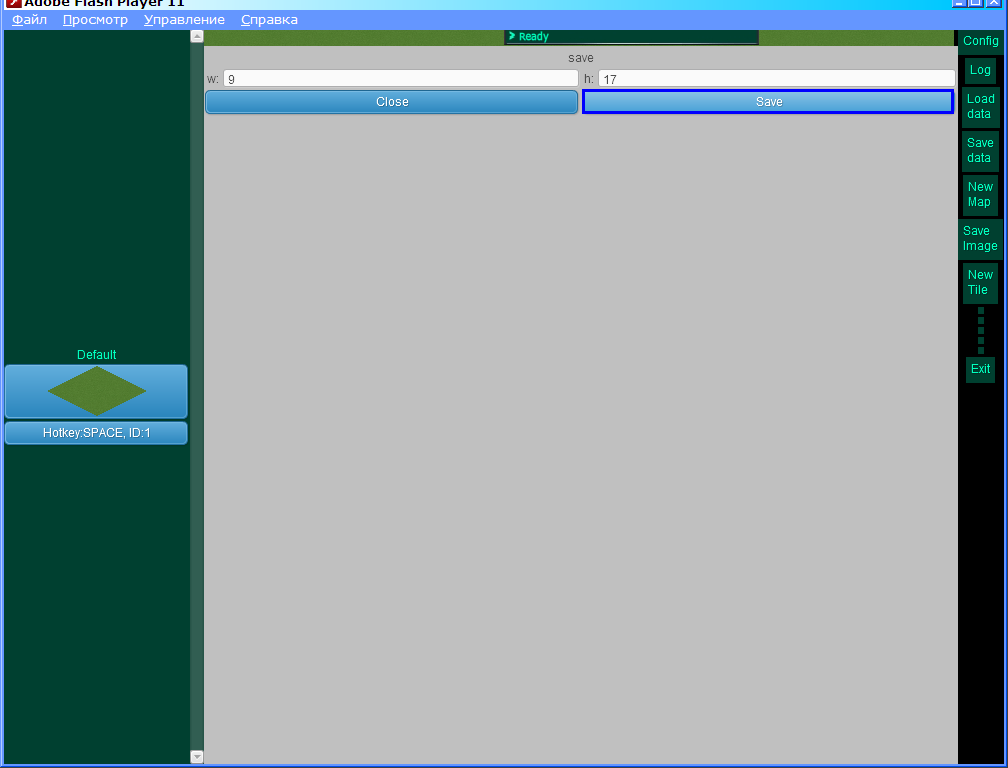 Adobe Flash Player 11
Файл Просмотр Управление Справка
> Ready
save
w: 9 h: 17
Close Save
Default
Hotkey:SPACE, ID:1
Config
Log
Load
data
Save
data
New
Map
Save
Image
New
Tile
Exit